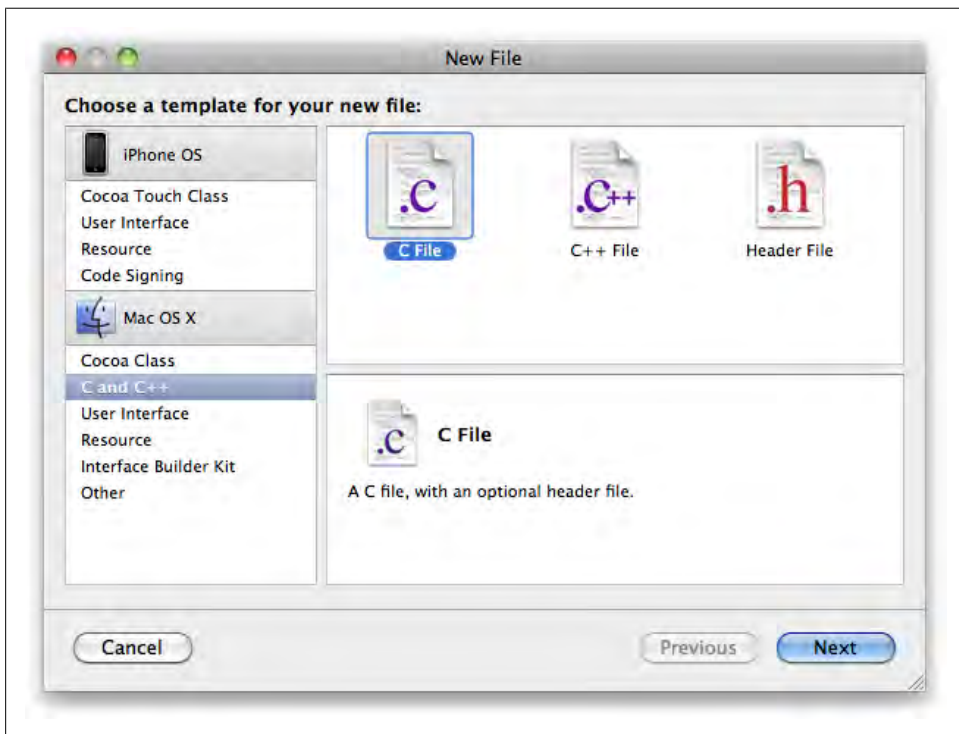 New File
Choose a template for your new file:
iPhone OS
Cocoa Touch Class
User Interface
Resource
Code Signing
Mac OS X
Cocoa Class
C and C++
User Interface
Resource
Interface Builder Kit
Other
.c
C File
.c++
C++ File
.h
Header File
.c
C File
A C file, with an optional header file.
Cancel
Previous
Next